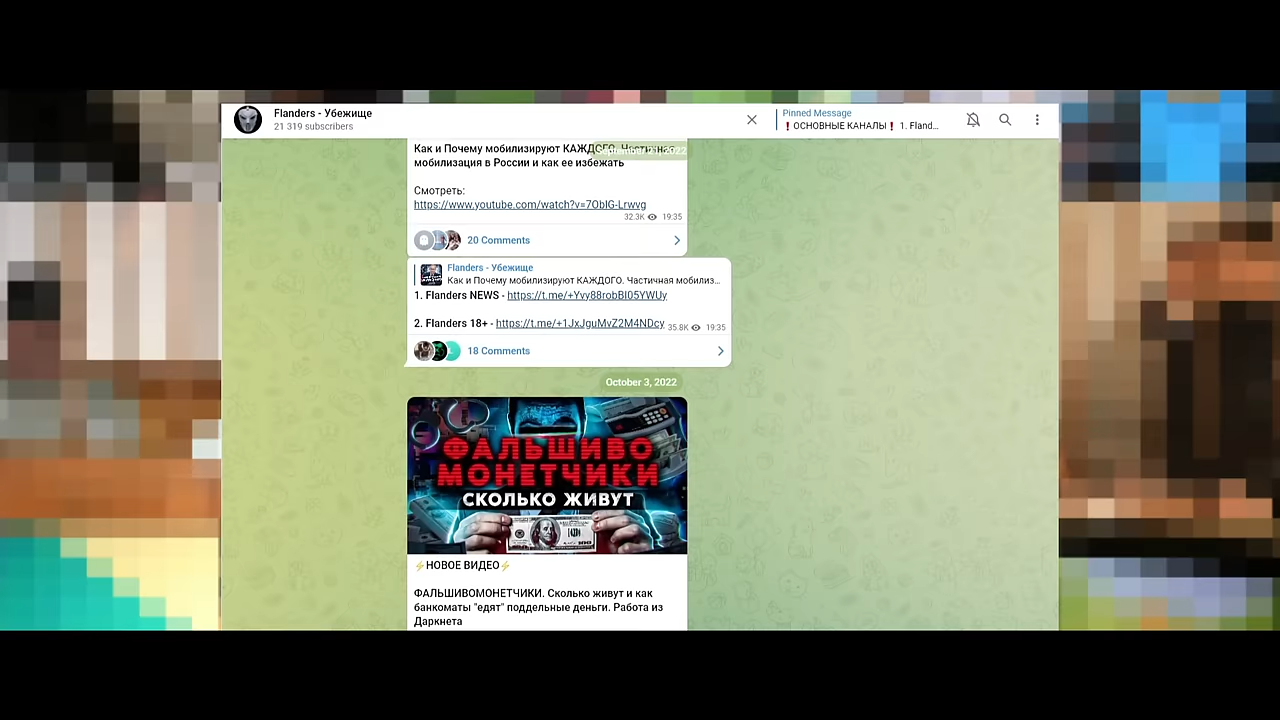 Flanders - Убежище
21 319 subscribers
Pinned Message
❗ОСНОВНЫЕ КАНАЛЫ❗ 1. Fland...
Как и Почему мобилизируют КАЖДОГО. Частичная
September 21, 2022
мобилизация в России и как ее избежать
Смотреть:
https://www.youtube.com/watch?v=7ObIG-Lrwvg
32.3K 19:35
20 Comments
Flanders - Убежище
Как и Почему мобилизируют КАЖДОГО. Частичная мобилиз...
1. Flanders NEWS - https://t.me/+Yvy88robBI05YWUy
2. Flanders 18+ - https://t.me/+1JxJguMvZ2M4NDcy
35.8K 19:35
18 Comments
October 3, 2022
ФАЛЬШИВО
МОНЕТЧИКИ
СКОЛЬКО ЖИВУТ
⚡НОВОЕ ВИДЕО⚡
ФАЛЬШИВОМОНЕТЧИКИ. Сколько живут и как
банкоматы "едят" поддельные деньги. Работа из
Даркнета